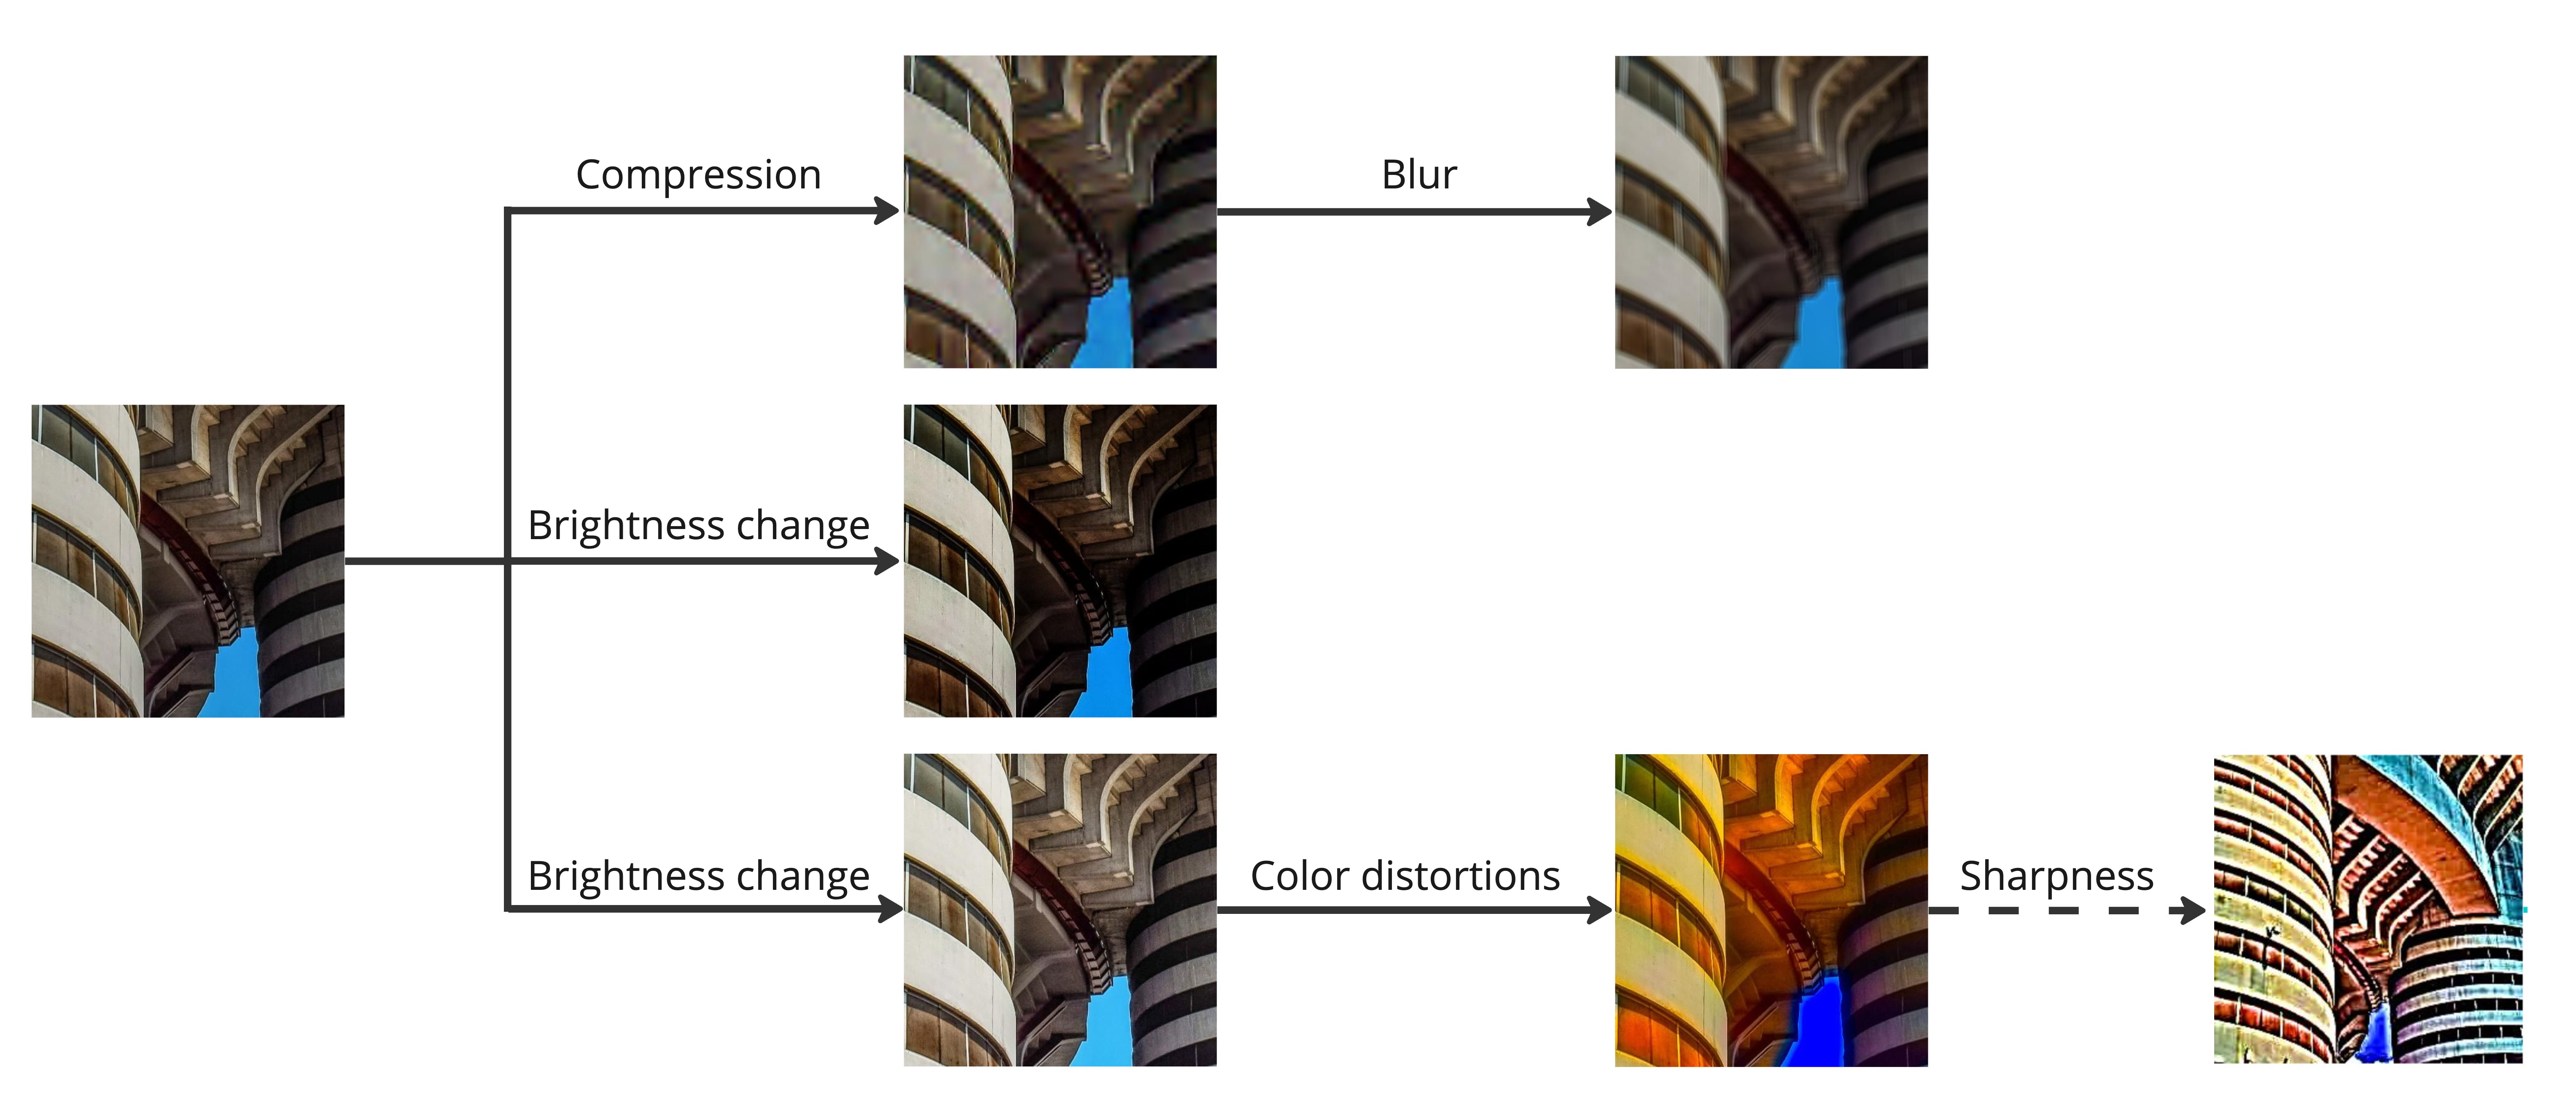 Compression
Blur
Brightness change
Brightness change
Color distortions
Sharpness